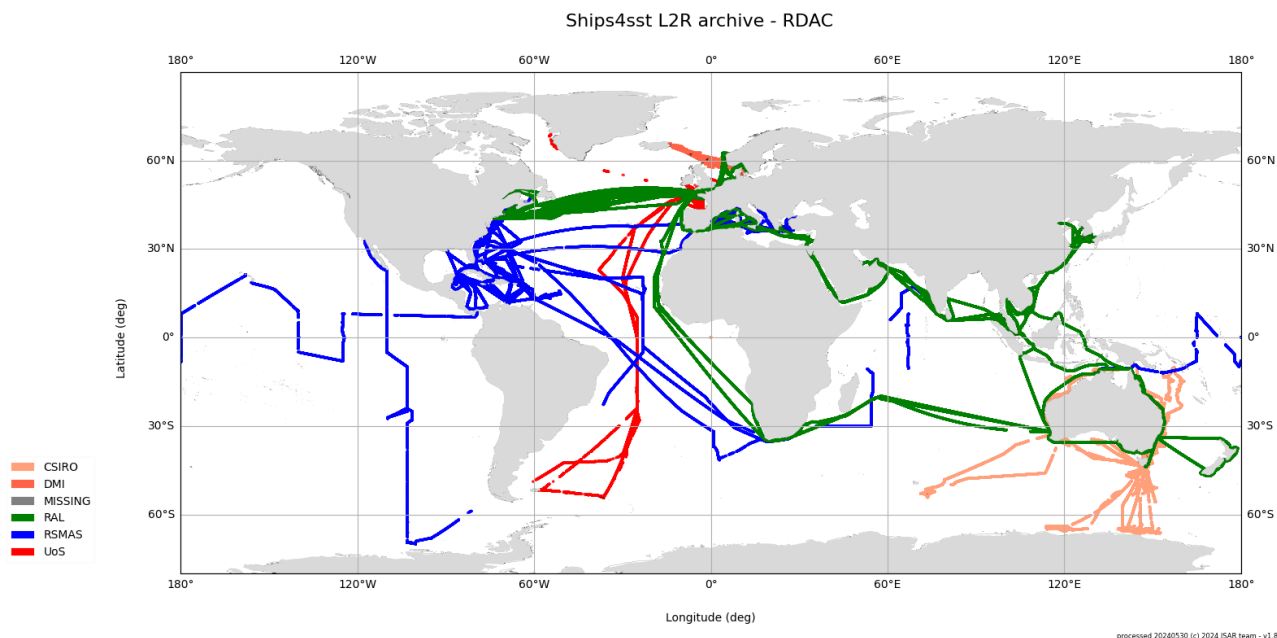 Ships4sst L2R archive - RDAC
180° 120°W 60°W 0° 60°E 120°E 180°
60°N 60°N
30°N 30°N
0° 0°
30°S 30°S
60°S 60°S
Latitude (deg)
CSIRO
DMI
MISSING
RAL
RSMAS
UoS
180° 120°W 60°W 0° 60°E 120°E 180°
Longitude (deg)
processed 20240530 (c) 2024 ISAR team - v1.8